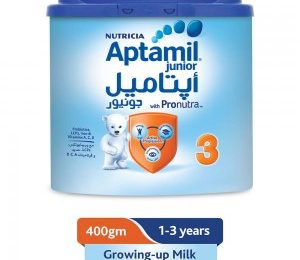 NUTRICIA
Aptamil
junior
أبتاميل
جونيور
with Pronutra
3
400gm
1-3 years
Growing-up Milk